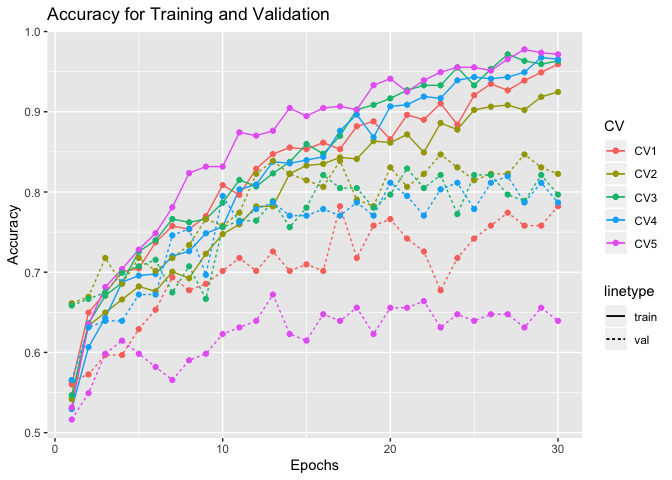 Accuracy for Training and Validation
1.0
0.9
0.8
0.7
0.6
0.5
Accuracy
0
10
20
30
Epochs
CV
CV1
CV2
CV3
CV4
CV5
linetype
train
val